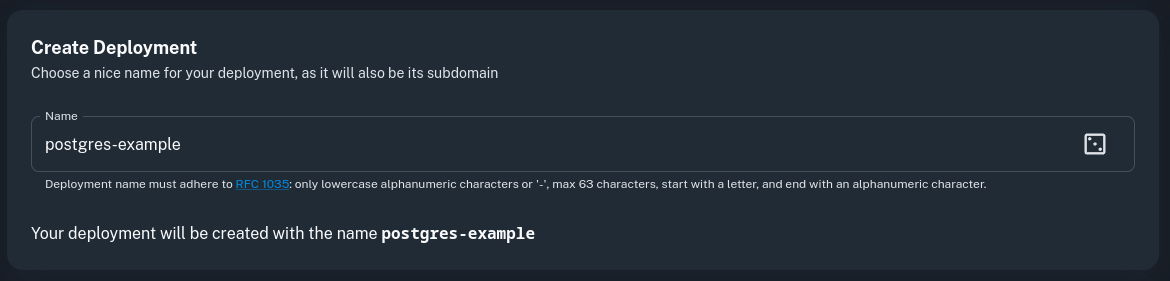 Create Deployment
Choose a nice name for your deployment, as it will also be its subdomain
Name
postgres-example
Deployment name must adhere to RFC 1035: only lowercase alphanumeric characters or '-', max 63 characters, start with a letter, and end with an alphanumeric character.
Your deployment will be created with the name postgres-example